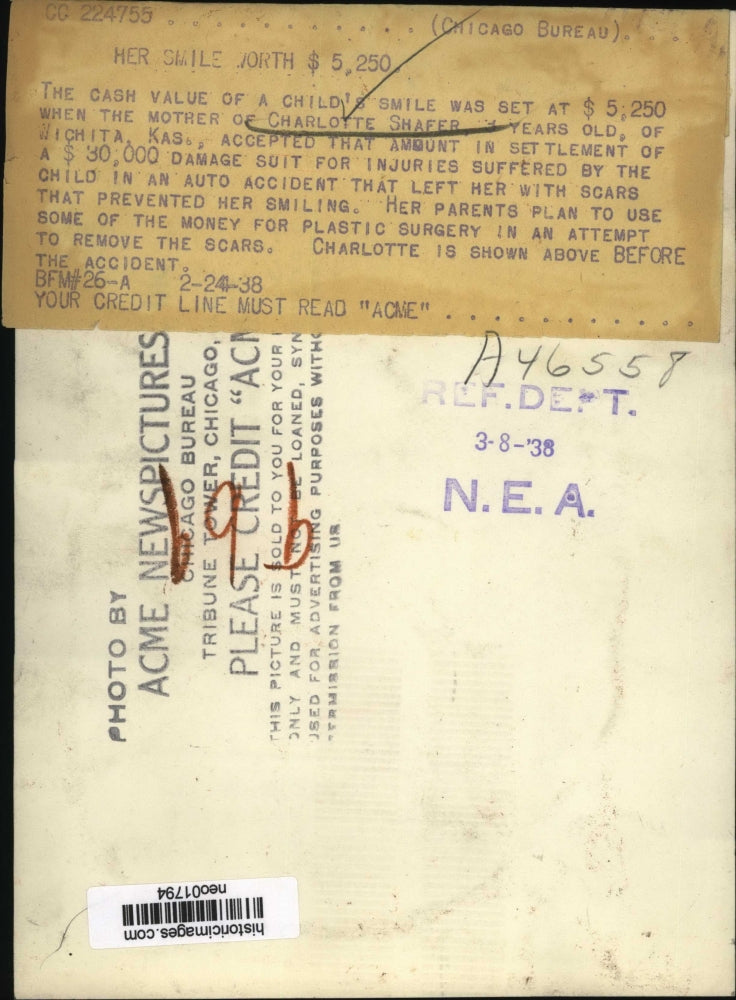 CG 224755 . . . . . . . . . . . . (CHICAGO BUREAU). . . . .
HER SMILE WORTH $ 5,250
THE CASH VALUE OF A CHILD'S SMILE WAS SET AT $ 5,250
WHEN THE MOTHER OF CHARLOTTE SHAFER, YEARS OLD, OF
WICHITA, KAS., ACCEPTED THAT AMOUNT IN SETTLEMENT OF
A $ 30,000 DAMAGE SUIT FOR INJURIES SUFFERED BY THE
CHILD IN AN AUTO ACCIDENT THAT LEFT HER WITH SCARS
THAT PREVENTED HER SMILING. HER PARENTS PLAN TO USE
SOME OF THE MONEY FOR PLASTIC SURGERY IN AN ATTEMPT
TO REMOVE THE SCARS. CHARLOTTE IS SHOWN ABOVE BEFORE
THE ACCIDENT.
BFM#26-A 2-24-38
YOUR CREDIT LINE MUST READ "ACME" . . . . . . . . . . . .
A46558
REF. DEPT.
3-8-'38
N.E.A.
PHOTO BY
ACME NEWSPICTURES
CHICAGO BUREAU
TRIBUNE TOWER, CHICAGO,
PLEASE CREDIT "ACM
THIS PICTURE IS SOLD TO YOU FOR YOUR
ONLY AND MUST NOT BE LOANED, SYN
USED FOR ADVERTISING PURPOSES WITHO
PERMISSION FROM US
historicimages.com
neo01794